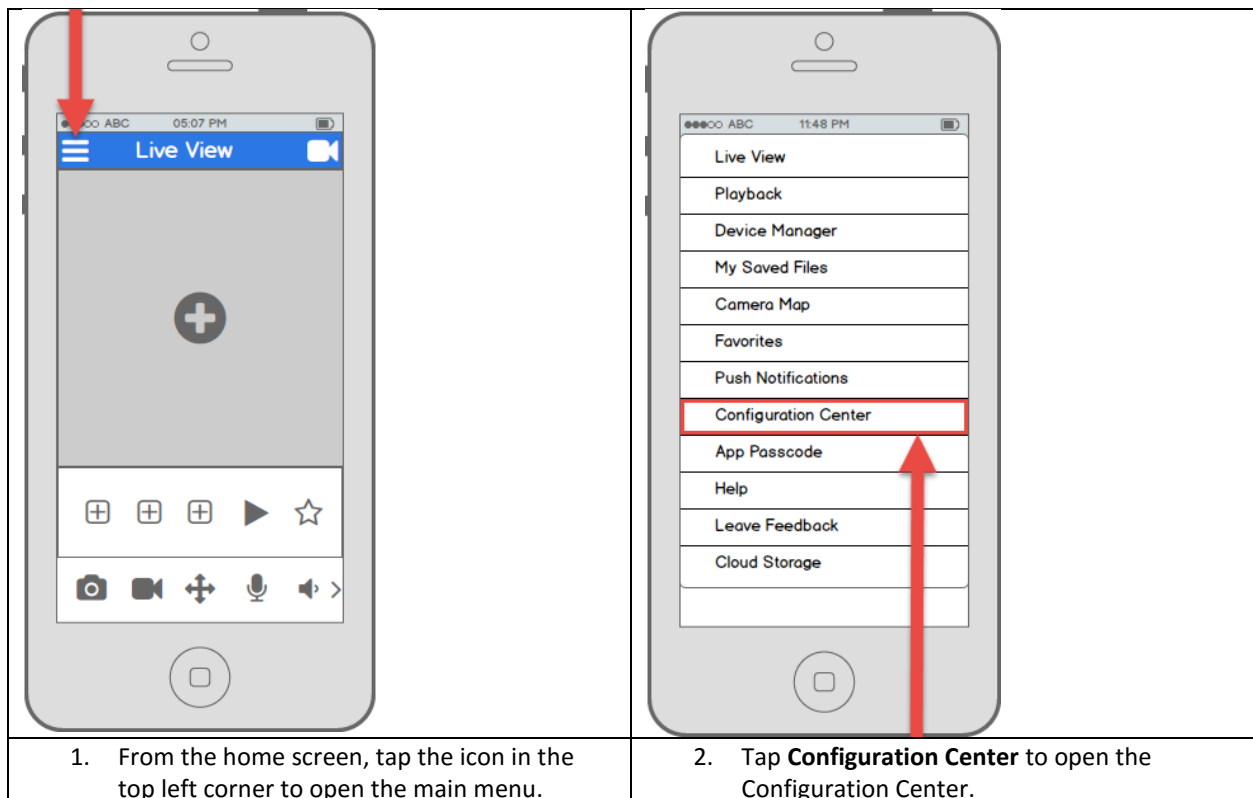 ABC 05:07 PM
Live View
ABC 11:48 PM
Live View
Playback
Device Manager
My Saved Files
Camera Map
Favorites
Push Notifications
Configuration Center
App Passcode
Help
Leave Feedback
Cloud Storage
1. From the home screen, tap the icon in the
top left corner to open the main menu.
2. Tap Configuration Center to open the
Configuration Center.